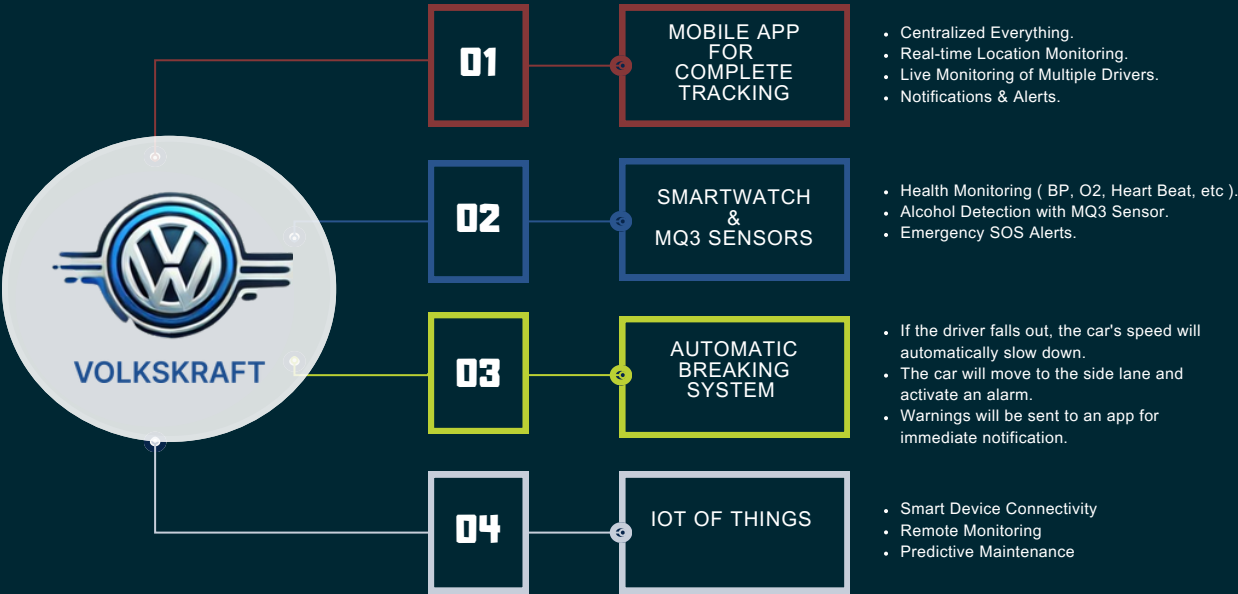 01
MOBILE APP
FOR
COMPLETE
TRACKING
• Centralized Everything.
• Real-time Location Monitoring.
• Live Monitoring of Multiple Drivers.
• Notifications & Alerts.
02
SMARTWATCH
&
MQ3 SENSORS
• Health Monitoring ( BP, O2, Heart Beat, etc ).
• Alcohol Detection with MQ3 Sensor.
• Emergency SOS Alerts.
VW
VOLKSKRAFT
03
AUTOMATIC
BREAKING
SYSTEM
• If the driver falls out, the car's speed will
automatically slow down.
• The car will move to the side lane and
activate an alarm.
• Warnings will be sent to an app for
immediate notification.
04
IOT OF THINGS
• Smart Device Connectivity
• Remote Monitoring
• Predictive Maintenance